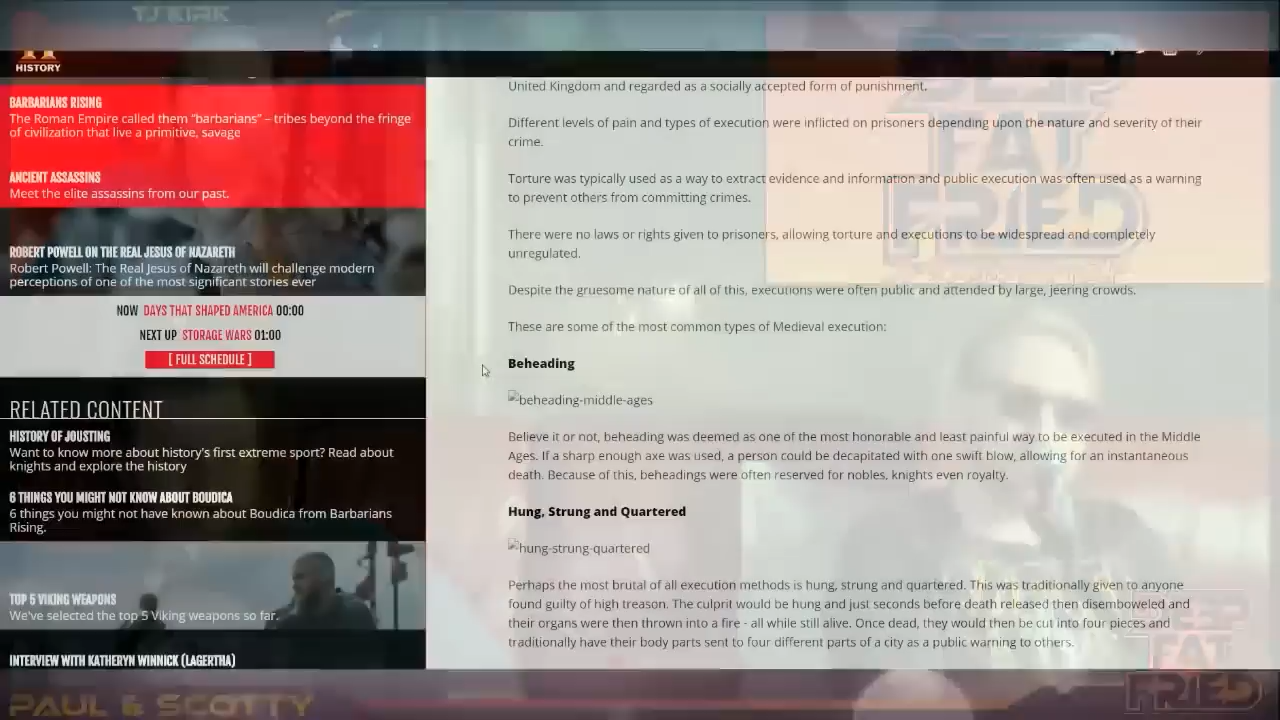 TJ KIRK
HISTORY
BARBARIANS RISING
The Roman Empire called them “barbarians” – tribes beyond the fringe
of civilization that live a primitive, savage
ANCIENT ASSASSINS
Meet the elite assassins from our past.
ROBERT POWELL ON THE REAL JESUS OF NAZARETH
Robert Powell: The Real Jesus of Nazareth will challenge modern
perceptions of one of the most significant stories ever
NOW DAYS THAT SHAPED AMERICA 00:00
NEXT UP STORAGE WARS 01:00
[ FULL SCHEDULE ]
RELATED CONTENT
HISTORY OF JOUSTING
Want to know more about history's first extreme sport? Read about
knights and explore the history
6 THINGS YOU MIGHT NOT KNOW ABOUT BOUDICA
6 things you might not have known about Boudica from Barbarians
Rising.
TOP 5 VIKING WEAPONS
We've selected the top 5 Viking weapons so far.
INTERVIEW WITH KATHERYN WINNICK (LAGERTHA)
United Kingdom and regarded as a socially accepted form of punishment.
Different levels of pain and types of execution were inflicted on prisoners depending upon the nature and severity of their
crime.
Torture was typically used as a way to extract evidence and information and public execution was often used as a warning
to prevent others from committing crimes.
There were no laws or rights given to prisoners, allowing torture and executions to be widespread and completely
unregulated.
Despite the gruesome nature of all of this, executions were often public and attended by large, jeering crowds.
These are some of the most common types of Medieval execution:
Beheading
beheading-middle-ages
Believe it or not, beheading was deemed as one of the most honorable and least painful way to be executed in the Middle
Ages. If a sharp enough axe was used, a person could be decapitated with one swift blow, allowing for an instantaneous
death. Because of this, beheadings were often reserved for nobles, knights even royalty.
Hung, Strung and Quartered
hung-strung-quartered
Perhaps the most brutal of all execution methods is hung, strung and quartered. This was traditionally given to anyone
found guilty of high treason. The culprit would be hung and just seconds before death released then disemboweled and
their organs were then thrown into a fire - all while still alive. Once dead, they would then be cut into four pieces and
traditionally have their body parts sent to four different parts of a city as a public warning to others.
DEEP
FAT
FRIED
DEEP
FAT
FRIED
PAUL & SCOTTY